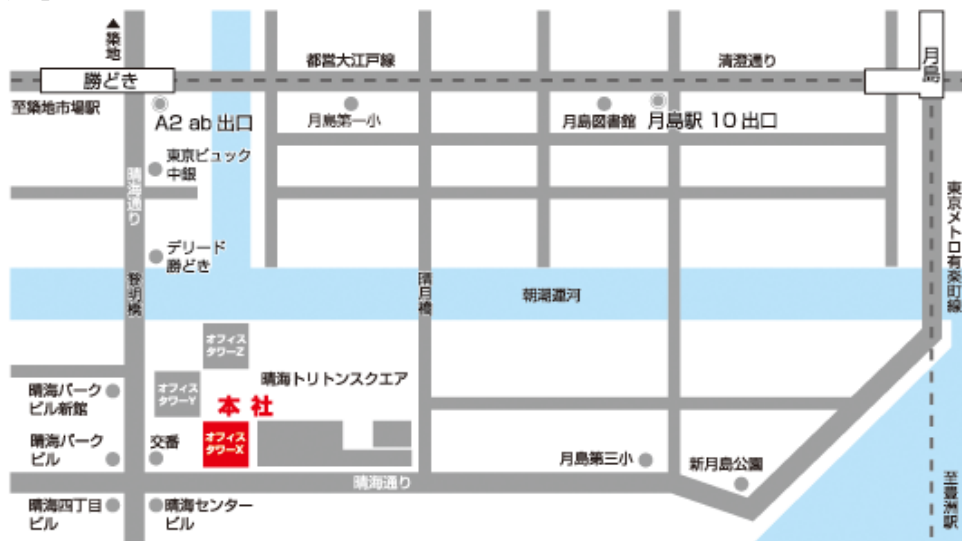 ▲築地
都営大江戸線
清澄通り
月島
勝どき
至築地市場駅
A2 ab 出口
月島第一小
月島図書館
月島駅 10 出口
東京ビュック
中銀
晴海通り
東京メトロ有楽町線
デリード
勝どき
黎明橋
晴月橋
朝潮運河
オフィス
タワーZ
晴海トリトンスクエア
オフィス
タワーY
晴海パーク
ビル新館
本 社
オフィス
タワーX
交番
晴海パーク
ビル
月島第三小
新月島公園
晴海通り
至豊洲駅
晴海四丁目
ビル
晴海センター
ビル